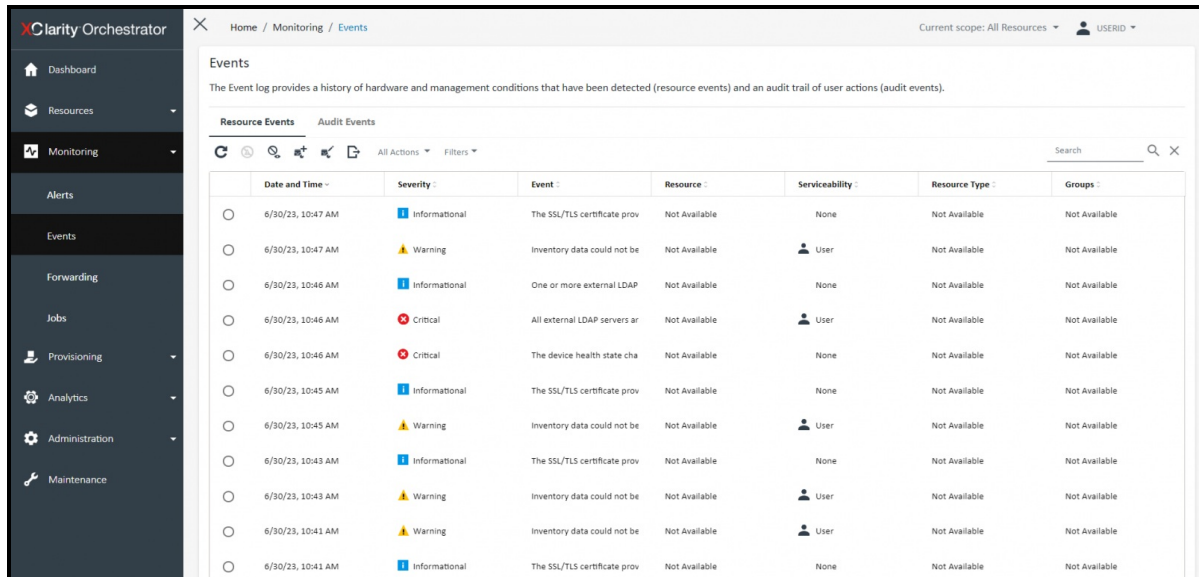 XClarity Orchestrator
Dashboard
Resources
Monitoring
Alerts
Events
Forwarding
Jobs
Provisioning
Analytics
Administration
Maintenance
Home / Monitoring / Events
Current scope: All Resources
USERID
Events
The Event log provides a history of hardware and management conditions that have been detected (resource events) and an audit trail of user actions (audit events).
Resource Events Audit Events
All Actions Filters Search
Date and Time Severity Event Resource Serviceability Resource Type Groups
6/30/23, 10:47 AM Informational The SSL/TLS certificate prov Not Available None Not Available Not Available
6/30/23, 10:47 AM Warning Inventory data could not be Not Available User Not Available Not Available
6/30/23, 10:46 AM Informational One or more external LDAP Not Available None Not Available Not Available
6/30/23, 10:46 AM Critical All external LDAP servers ar Not Available User Not Available Not Available
6/30/23, 10:46 AM Critical The device health state cha Not Available None Not Available Not Available
6/30/23, 10:45 AM Informational The SSL/TLS certificate prov Not Available None Not Available Not Available
6/30/23, 10:45 AM Warning Inventory data could not be Not Available User Not Available Not Available
6/30/23, 10:43 AM Informational The SSL/TLS certificate prov Not Available None Not Available Not Available
6/30/23, 10:43 AM Warning Inventory data could not be Not Available User Not Available Not Available
6/30/23, 10:41 AM Warning Inventory data could not be Not Available User Not Available Not Available
6/30/23, 10:41 AM Informational The SSL/TLS certificate prov Not Available None Not Available Not Available